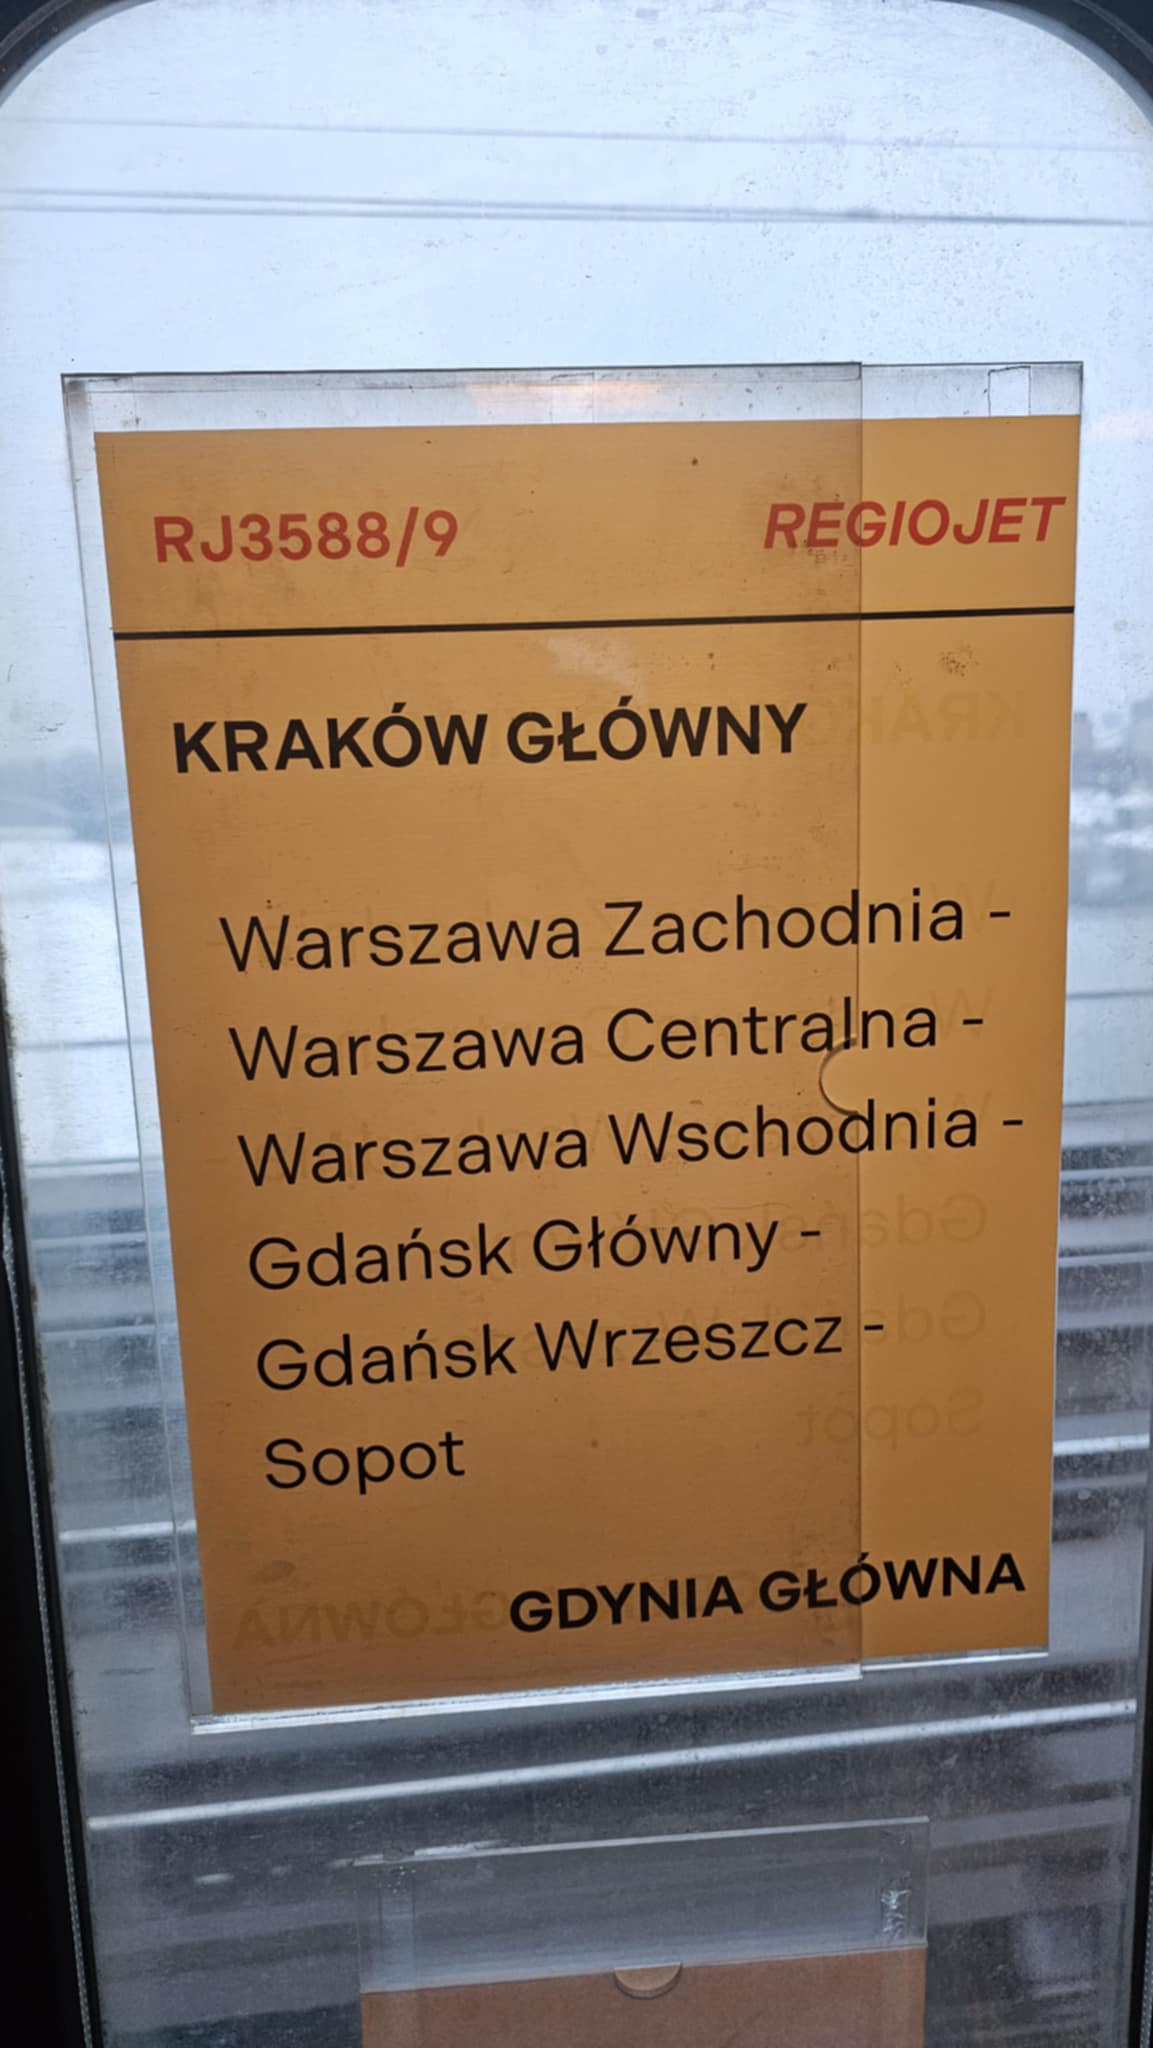 RJ3588/9 REGIOJET
KRAKÓW GŁÓWNY
Warszawa Zachodnia -
Warszawa Centralna -
Warszawa Wschodnia -
Gdańsk Główny -
Gdańsk Wrzeszcz -
Sopot
GDYNIA GŁÓWNA